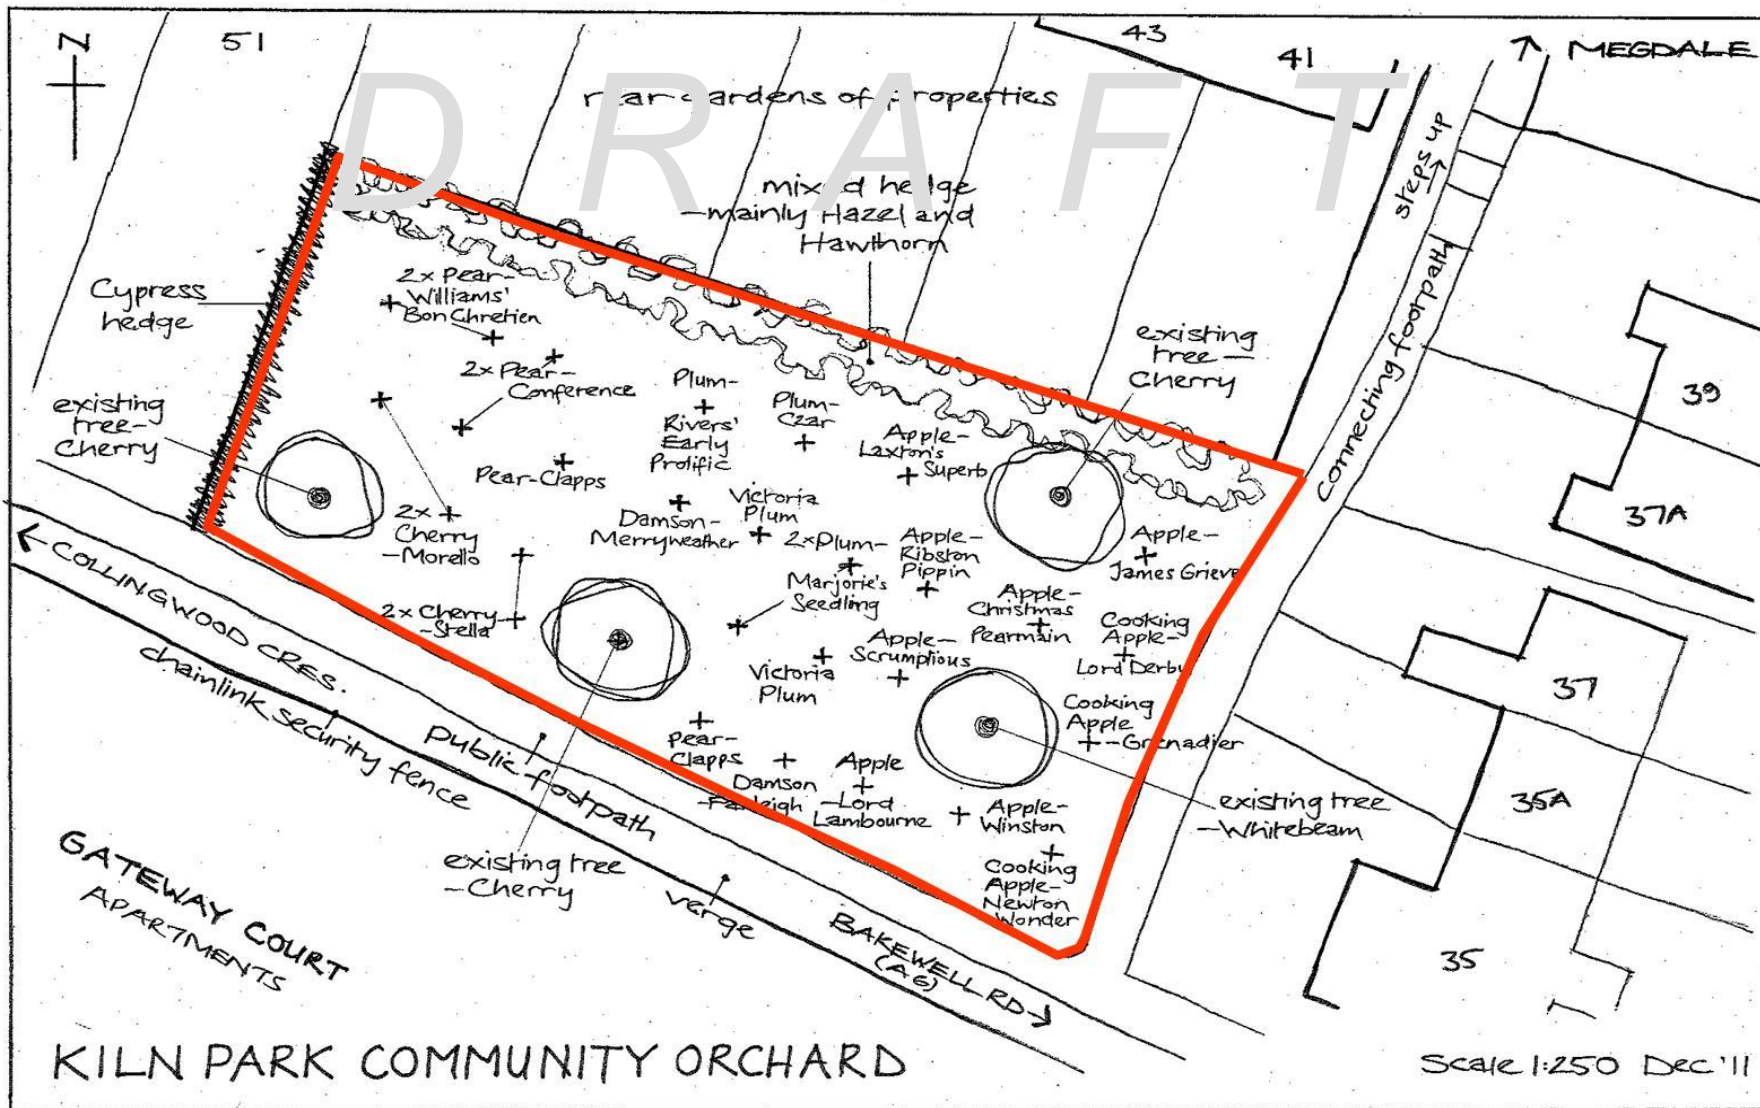 N
51
43
41
MEGDALE
DRAFT
rear gardens of properties
steps up
mixed hedge
-mainly Hazel and
Hawthorn
connecting footpath
Cypress
hedge
2x Pear-
Williams'
Bon Chretien
existing
tree-
Cherry
39
2x Pear-
Conference
Plum-
Rivers'
Early
Prolific
Plum-
Czar
existing
tree-
Cherry
Apple-
Laxton's
Superb
Pear-Clapps
37A
2x
Cherry
-Morello
Damson-
Merryweather
Victoria
Plum
2xPlum-
Marjorie's
Seedling
Apple-
Ribston
Pippin
Apple-
James Grieve
2x Cherry
-Stella
Apple-
Christmas
Pearmain
Cooking
Apple-
Lord Derby
COLLINGWOOD CRES.
Apple-
Scrumptious
Victoria
Plum
37
chainlink security fence
Public footpath
Cooking
Apple
-Grenadier
Pear-
Clapps
Damson
-Farleigh
Apple
-Lord
Lambourne
Apple-
Winston
existing tree
-Whitebeam
35A
existing tree
-Cherry
verge
Cooking
Apple-
Newton
Wonder
GATEWAY COURT
APARTMENTS
BAKEWELL RD
(A6)
35
KILN PARK COMMUNITY ORCHARD
Scale 1:250 Dec '11